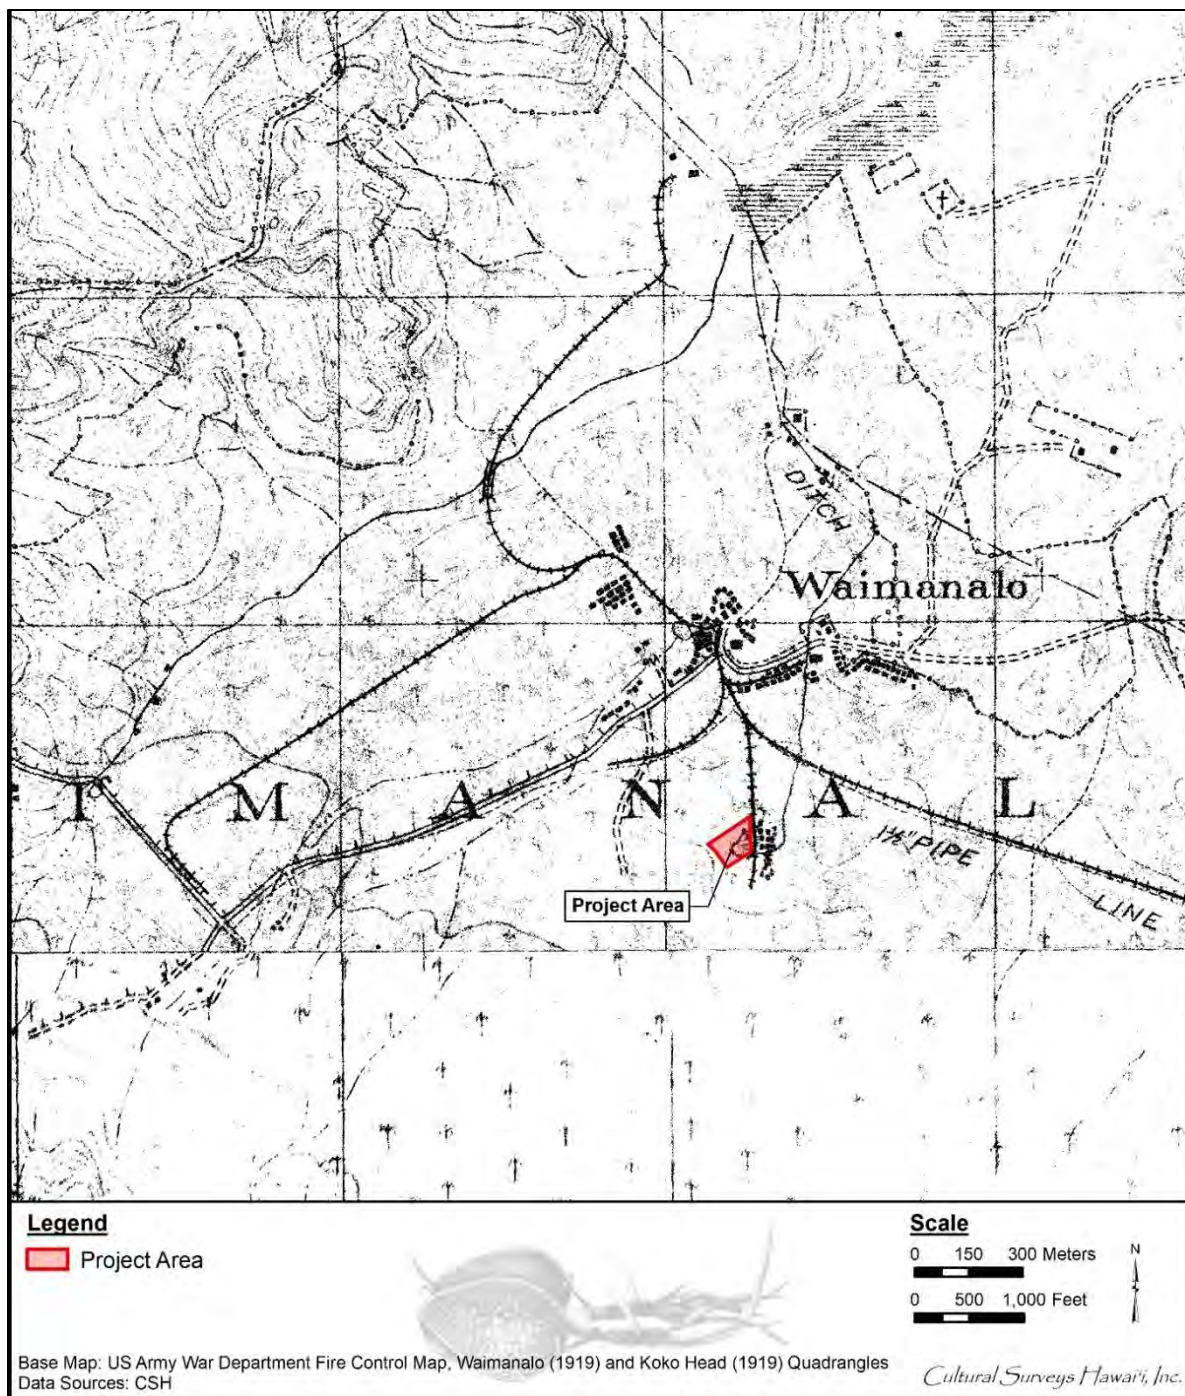 DITCH
Waimanalo
I M A N A L
1½" PIPE
LINE
Project Area
Legend
Project Area
Scale
0 150 300 Meters
0 500 1,000 Feet
N
Base Map: US Army War Department Fire Control Map, Waimanalo (1919) and Koko Head (1919) Quadrangles
Data Sources: CSH
Cultural Surveys Hawai'i, Inc.